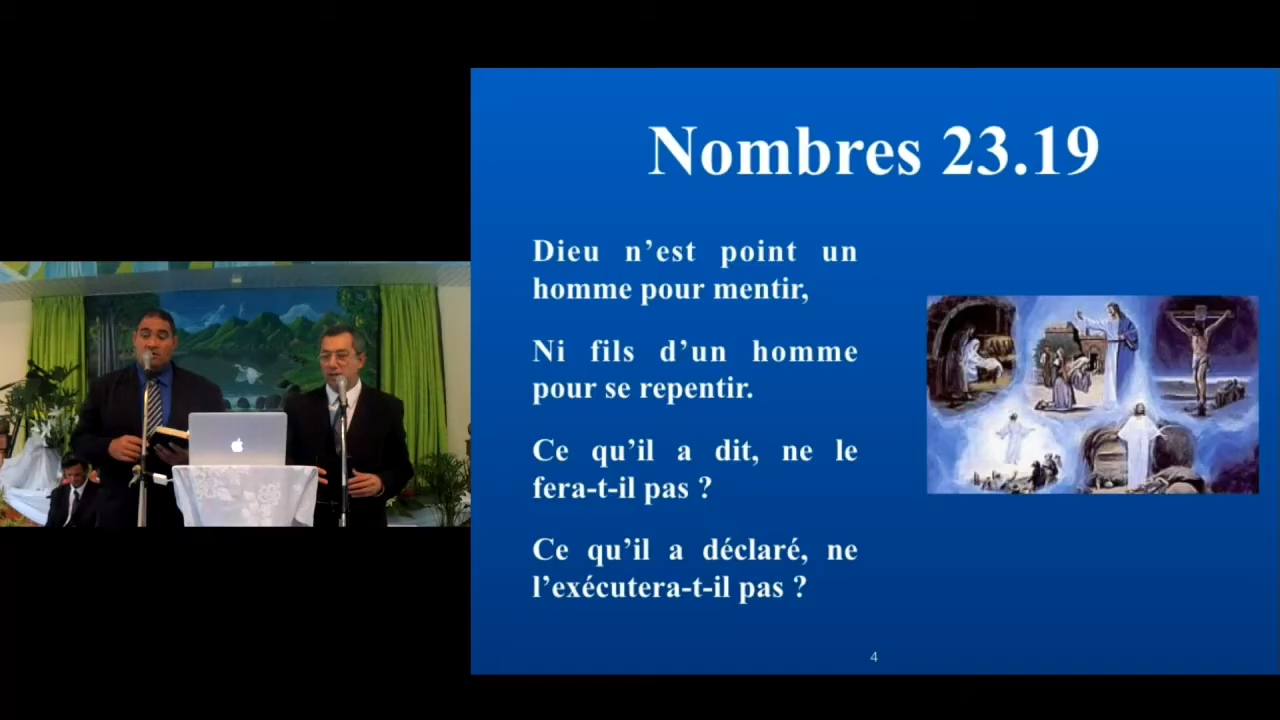 Nombres 23.19
Dieu n’est point un
homme pour mentir,
Ni fils d’un homme
pour se repentir.
Ce qu’il a dit, ne le
fera-t-il pas ?
Ce qu’il a déclaré, ne
l’exécutera-t-il pas ?
4